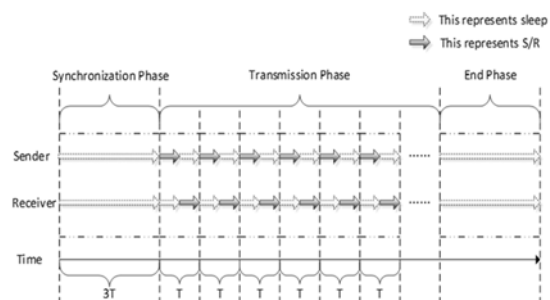 This represents sleep
This represents S/R
Synchronization Phase
Transmission Phase
End Phase
Sender
......
Receiver
......
Time
3T
T
T
T
T
T
T